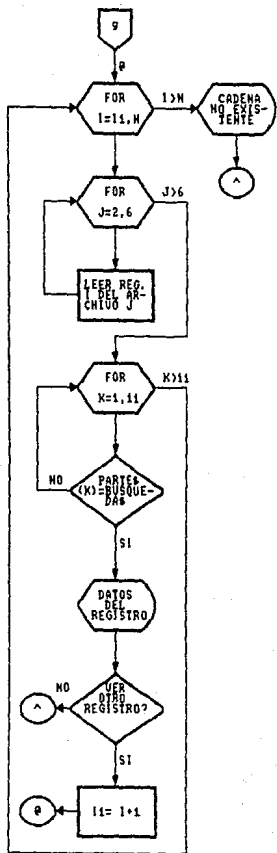 9
@
FOR
I=I1,N
I>N
CADENA
NO EXIS-
TENTE
^
FOR
J=2,6
J>6
LEER REG.
I DEL AR-
CHIVO J
FOR
K=1,11
K>11
NO
PARTE$
(K)=BUSQUE-
DA$
SI
DATOS
DEL
REGISTRO
NO
^
VER
OTRO
REGISTRO?
SI
@
I1= I+1